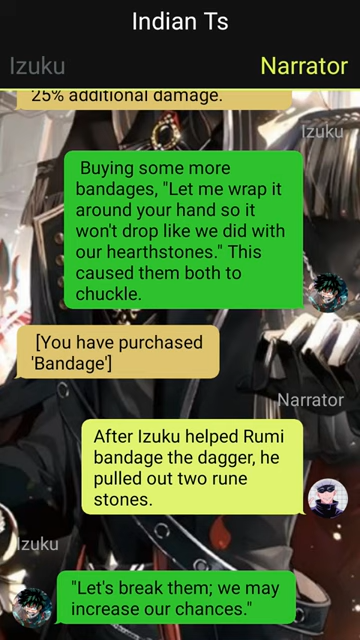 Indian Ts
Izuku
Narrator
25% additional damage.
Izuku
Buying some more
bandages, "Let me wrap it
around your hand so it
won't drop like we did with
our hearthstones." This
caused them both to
chuckle.
[You have purchased
'Bandage']
Narrator
After Izuku helped Rumi
bandage the dagger, he
pulled out two rune
stones.
Izuku
"Let's break them; we may
increase our chances."